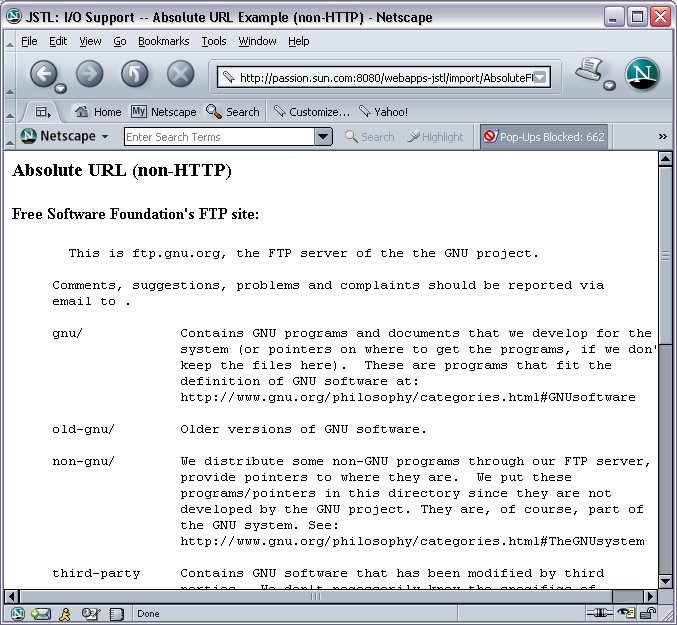 JSTL: I/O Support -- Absolute URL Example (non-HTTP) - Netscape
File Edit View Go Bookmarks Tools Window Help
http://passion.sun.com:8080/webapps-jstl/import/AbsoluteFl
Home My Netscape Search Customize... Yahoo!
Netscape Enter Search Terms Search Highlight Pop-Ups Blocked: 662 »
Absolute URL (non-HTTP)
Free Software Foundation's FTP site:
This is ftp.gnu.org, the FTP server of the the GNU project.
Comments, suggestions, problems and complaints should be reported via
email to .
gnu/ Contains GNU programs and documents that we develop for the
system (or pointers on where to get the programs, if we don'
keep the files here). These are programs that fit the
definition of GNU software at:
http://www.gnu.org/philosophy/categories.html#GNUsoftware
old-gnu/ Older versions of GNU software.
non-gnu/ We distribute some non-GNU programs through our FTP server,
provide pointers to where they are. We put these
programs/pointers in this directory since they are not
developed by the GNU project. They are, of course, part of
the GNU system. See:
http://www.gnu.org/philosophy/categories.html#TheGNUsystem
third-party Contains GNU software that has been modified by third
parties. We don't necessarily know the specifics of
Done